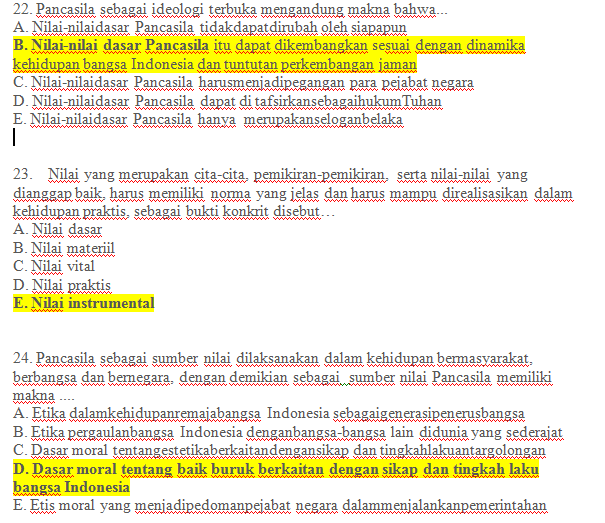 22. Pancasila sebagai ideologi terbuka mengandung makna bahwa...
A. Nilai-nilaidasar Pancasila tidakdapatdirubah oleh siapapun
B. Nilai-nilai dasar Pancasila itu dapat dikembangkan sesuai dengan dinamika
kehidupan bangsa Indonesia dan tuntutan perkembangan jaman
C. Nilai-nilaidasar Pancasila harusmenjadipegangan para pejabat negara
D. Nilai-nilaidasar Pancasila dapat di tafsirkansebagaihukumTuhan
E. Nilai-nilaidasar Pancasila hanya merupakanseloganbelaka
23. Nilai yang merupakan cita-cita, pemikiran-pemikiran, serta nilai-nilai yang
dianggap baik, harus memiliki norma yang jelas dan harus mampu direalisasikan dalam
kehidupan praktis, sebagai bukti konkrit disebut…
A. Nilai dasar
B. Nilai materiil
C. Nilai vital
D. Nilai praktis
E. Nilai instrumental
24. Pancasila sebagai sumber nilai dilaksanakan dalam kehidupan bermasyarakat,
berbangsa dan bernegara, dengan demikian sebagai sumber nilai Pancasila memiliki
makna ....
A. Etika dalamkehidupanremajabangsa Indonesia sebagaigenerasipenerusbangsa
B. Etika pergaulanbangsa Indonesia denganbangsa-bangsa lain didunia yang sederajat
C. Dasar moral tentangestetikaberkaitandengansikap dan tingkahlakuantargolongan
D. Dasar moral tentang baik buruk berkaitan dengan sikap dan tingkah laku
bangsa Indonesia
E. Etis moral yang menjadipedomanpejabat negara dalammenjalankanpemerintahan